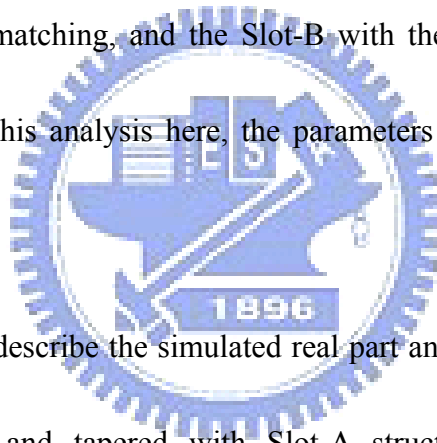 matching, and the Slot-B with the
his analysis here, the parameters
E S
1896
describe the simulated real part an
and tapered with Slot-A struct